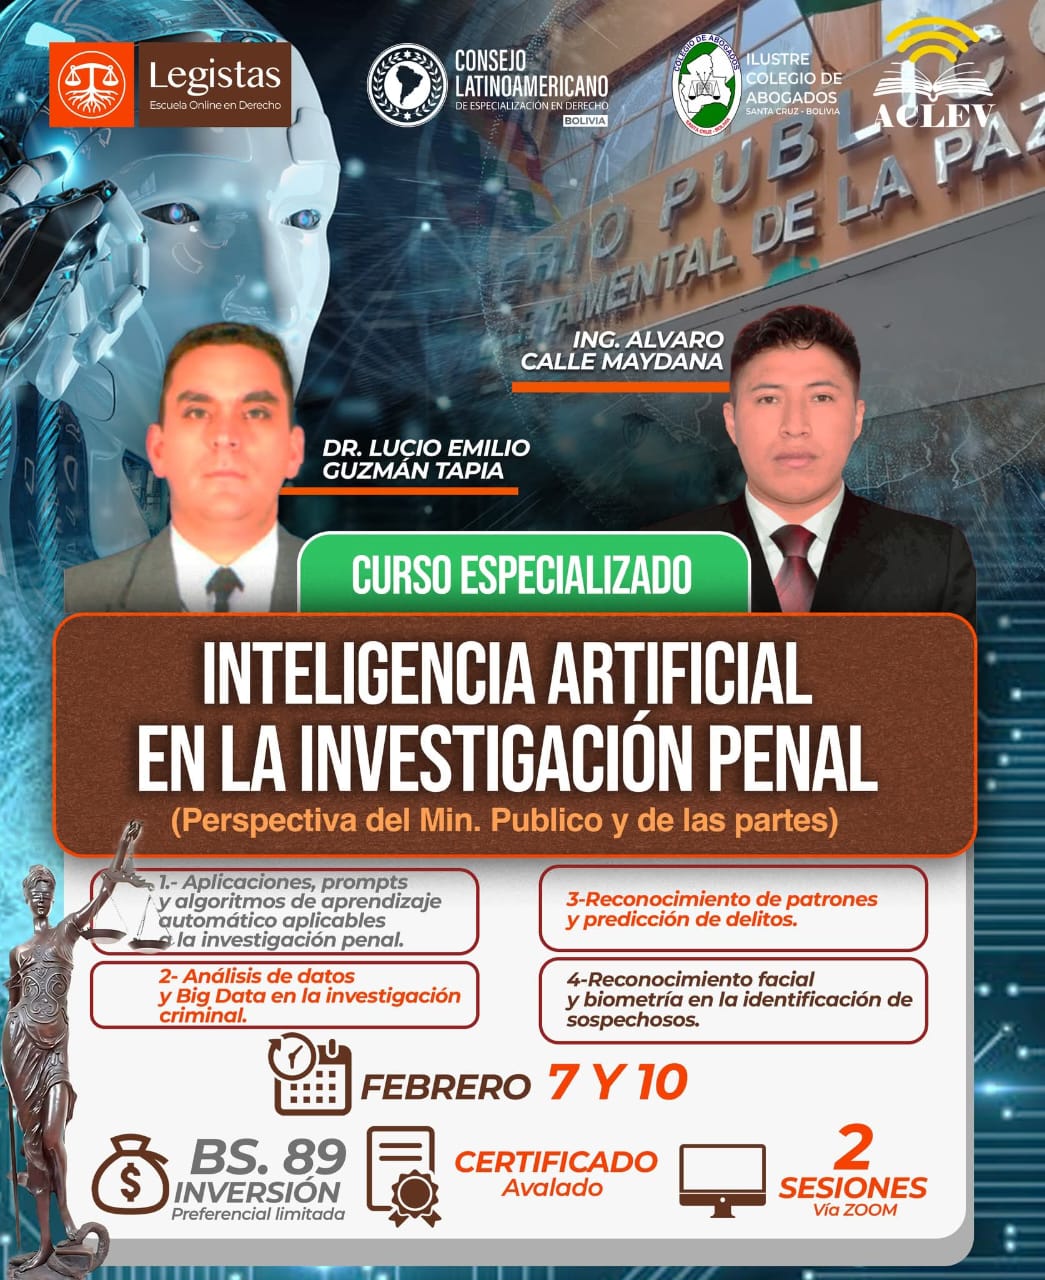 Legistas
Escuela Online en Derecho
CONSEJO
LATINOAMERICANO
DE ESPECIALIZACIÓN EN DERECHO
BOLIVIA
COLEGIO DE ABOGADOS
SANTA CRUZ - BOLIVIA
ILUSTRE
COLEGIO DE
ABOGADOS
SANTA CRUZ - BOLIVIA
ACLEV
RIO PUBLIC
TAMENTAL DE LA PAZ
ING. ALVARO
CALLE MAYDANA
DR. LUCIO EMILIO
GUZMÁN TAPIA
CURSO ESPECIALIZADO
INTELIGENCIA ARTIFICIAL
EN LA INVESTIGACIÓN PENAL
(Perspectiva del Min. Publico y de las partes)
1.- Aplicaciones, prompts
y algoritmos de aprendizaje
automático aplicables
a la investigación penal.
2- Análisis de datos
y Big Data en la investigación
criminal.
3-Reconocimiento de patrones
y predicción de delitos.
4-Reconocimiento facial
y biometría en la identificación de
sospechosos.
FEBRERO 7 Y 10
BS. 89
INVERSIÓN
Preferencial limitada
CERTIFICADO
Avalado
2
SESIONES
Vía ZOOM